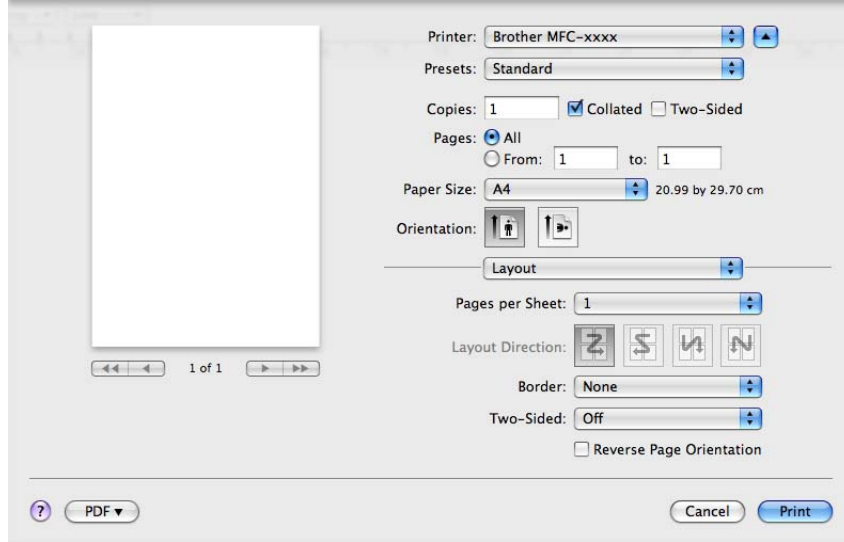 Printer: Brother MFC-xxxx
Presets: Standard
Copies: 1 Collated Two-Sided
Pages: All
From: 1 to: 1
Paper Size: A4 20.99 by 29.70 cm
Orientation:
Layout
Pages per Sheet: 1
Layout Direction:
1 of 1
Border: None
Two-Sided: Off
Reverse Page Orientation
? PDF Cancel Print